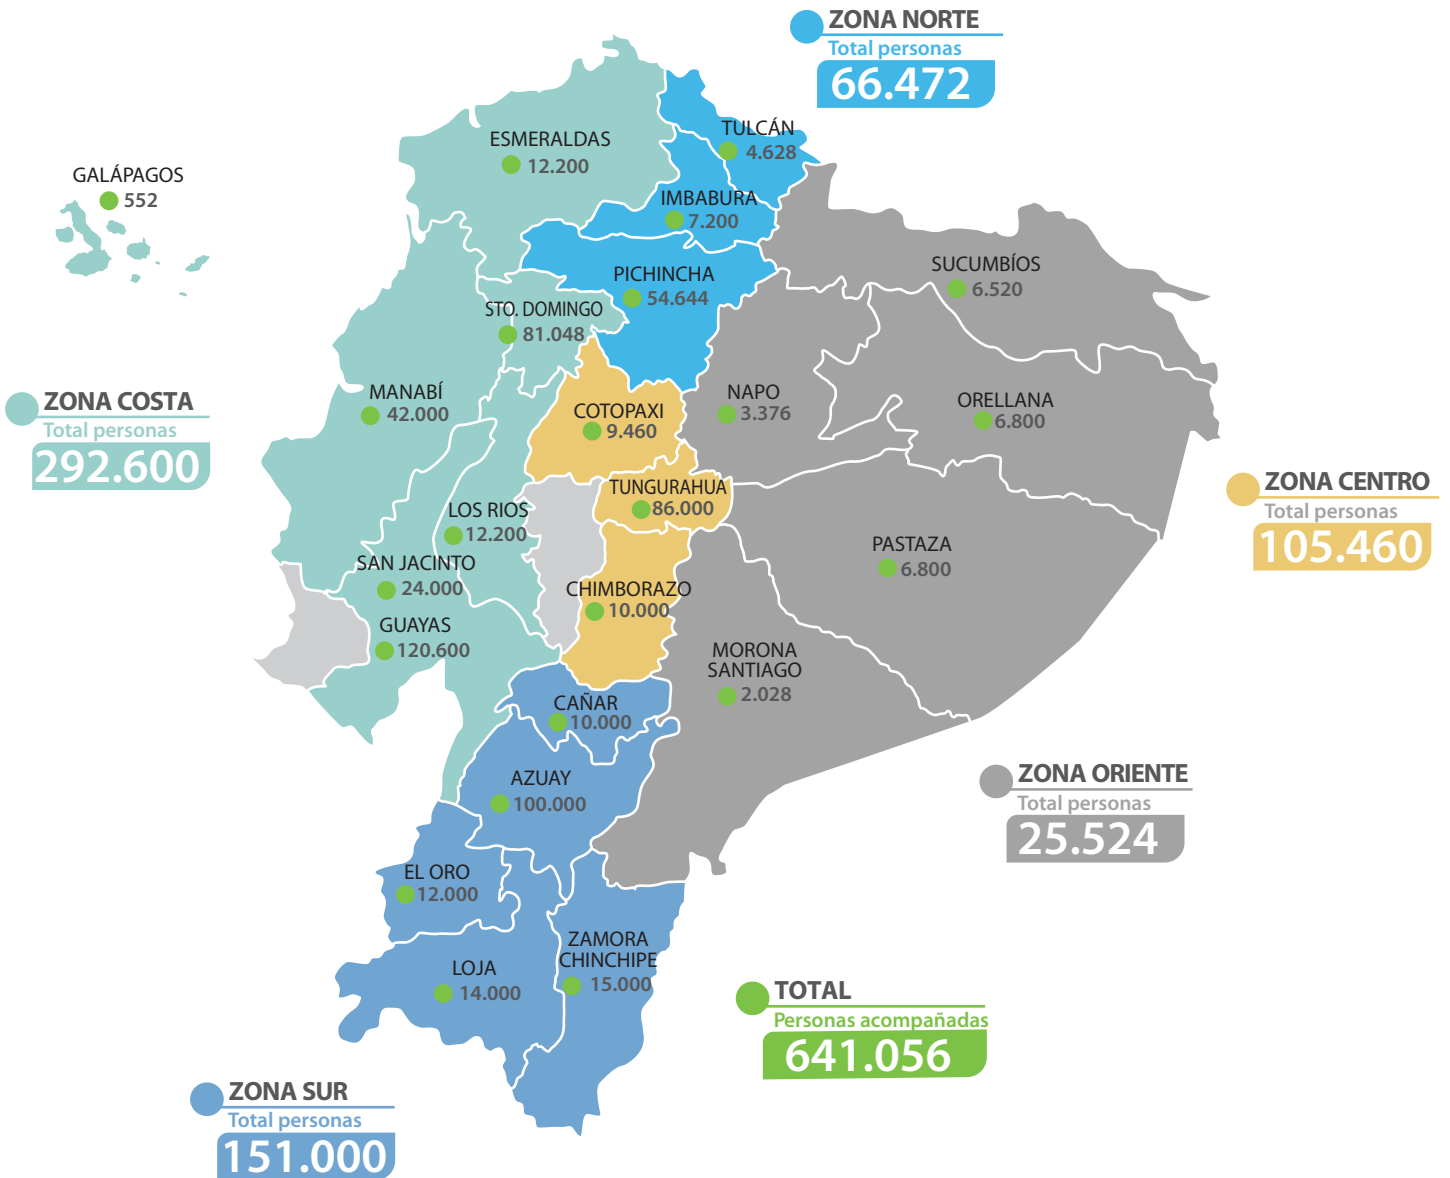 ZONA NORTE
Total personas
66.472
TULCÁN
4.628
ESMERALDAS
12.200
GALÁPAGOS
552
IMBABURA
7.200
PICHINCHA
54.644
SUCUMBÍOS
6.520
STO. DOMINGO
81.048
ZONA COSTA
Total personas
292.600
MANABÍ
42.000
COTOPAXI
9.460
NAPO
3.376
ORELLANA
6.800
ZONA CENTRO
Total personas
105.460
TUNGURAHUA
86.000
LOS RIOS
12.200
PASTAZA
6.800
SAN JACINTO
24.000
CHIMBORAZO
10.000
GUAYAS
120.600
MORONA
SANTIAGO
2.028
CAÑAR
10.000
AZUAY
100.000
ZONA ORIENTE
Total personas
25.524
EL ORO
12.000
ZAMORA
CHINCHIPE
15.000
LOJA
14.000
TOTAL
Personas acompañadas
641.056
ZONA SUR
Total personas
151.000